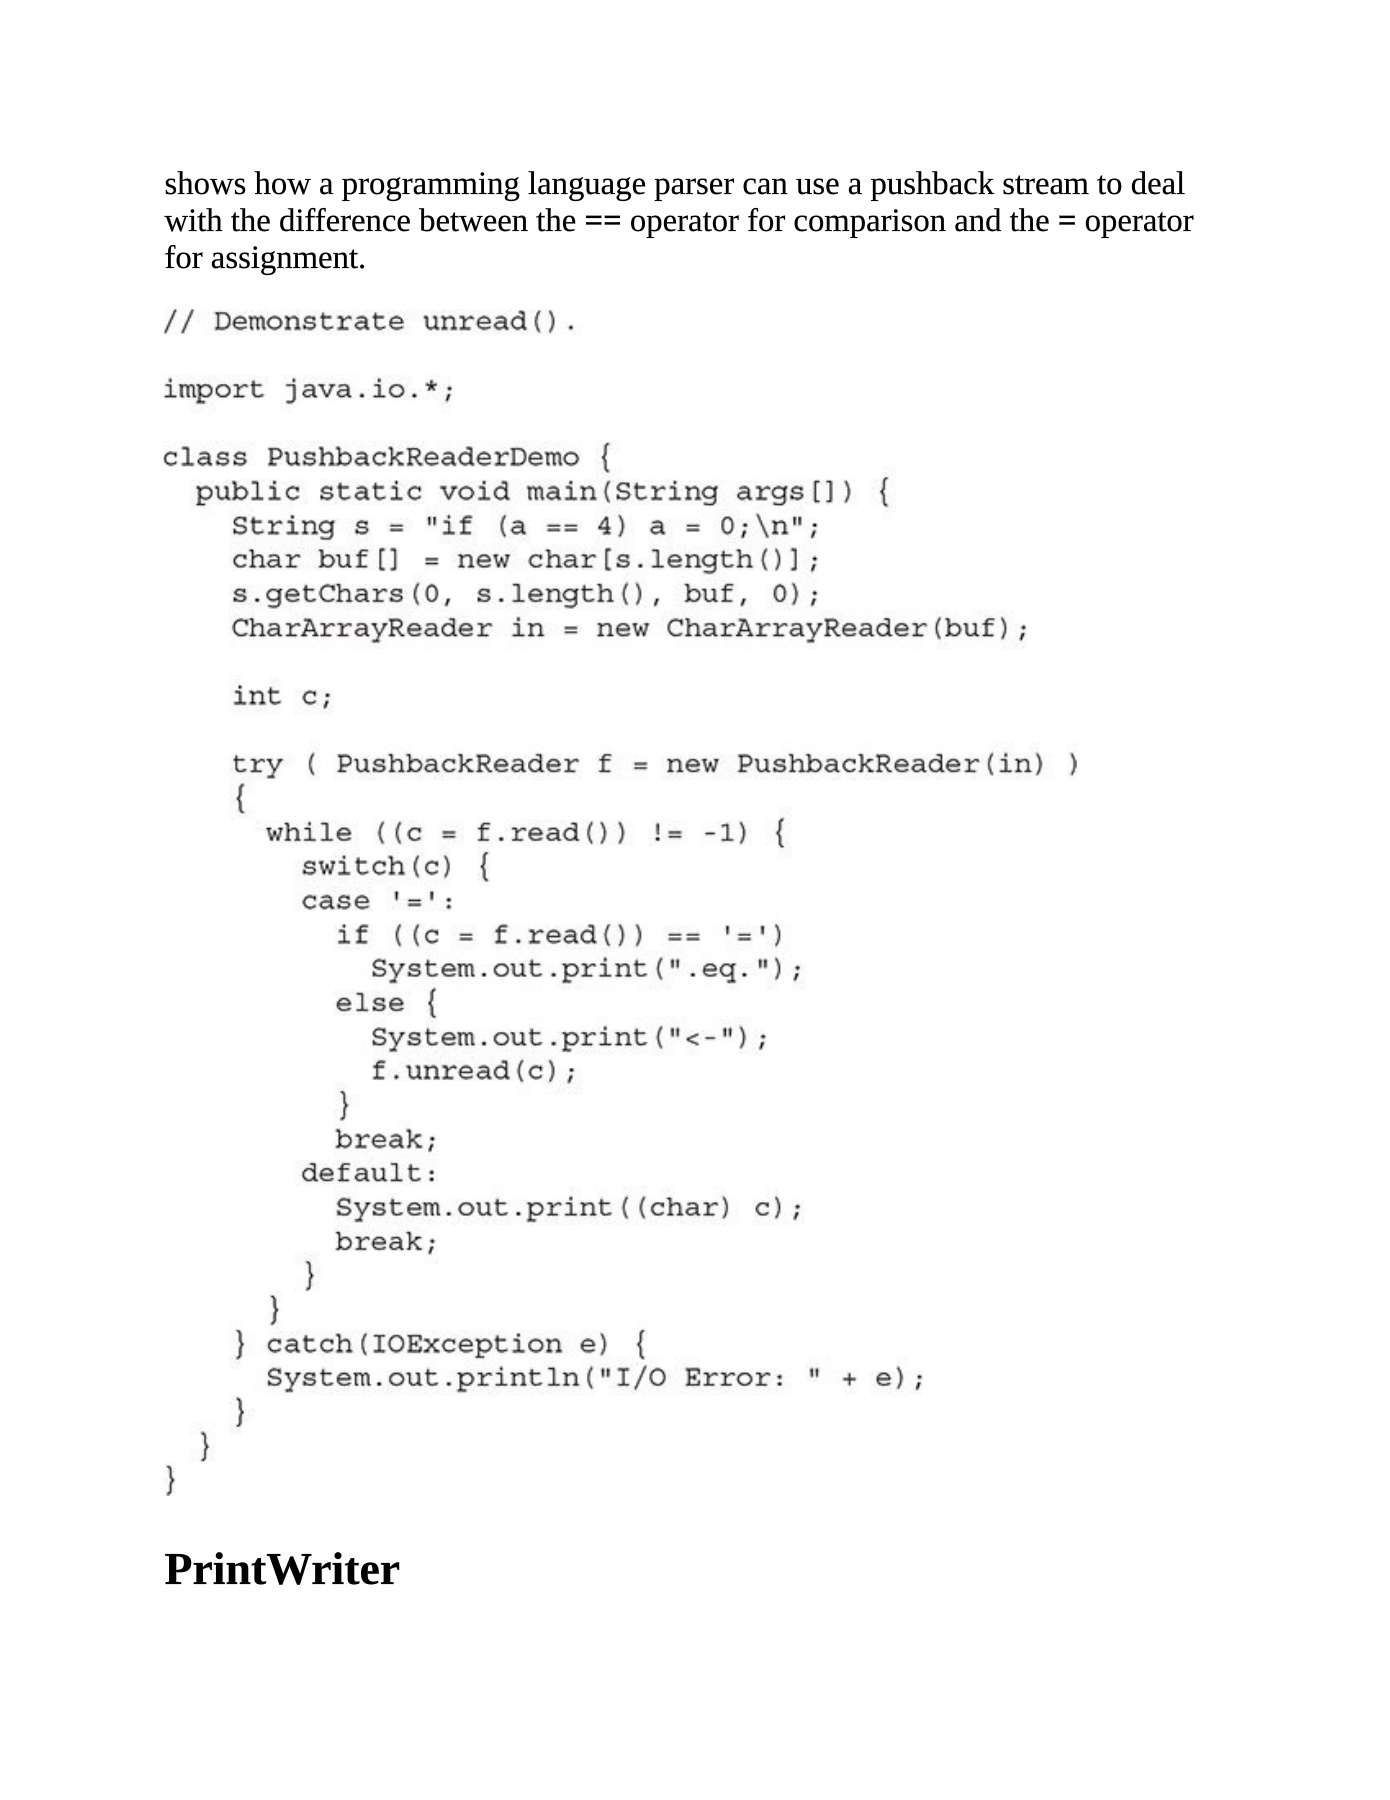 shows how a programming language parser can use a pushback stream to deal
with the difference between the == operator for comparison and the = operator
for assignment.
// Demonstrate unread().
import java.io.*;
class PushbackReaderDemo {
  public static void main(String args[]) {
    String s = "if (a == 4) a = 0;\n";
    char buf[] = new char[s.length()];
    s.getChars(0, s.length(), buf, 0);
    CharArrayReader in = new CharArrayReader(buf);
    int c;
    try ( PushbackReader f = new PushbackReader(in) )
    {
      while ((c = f.read()) != -1) {
        switch(c) {
        case '=':
          if ((c = f.read()) == '=')
            System.out.print(".eq.");
          else {
            System.out.print("<-");
            f.unread(c);
          }
          break;
        default:
          System.out.print((char) c);
          break;
        }
      }
    } catch(IOException e) {
      System.out.println("I/O Error: " + e);
    }
  }
}
PrintWriter